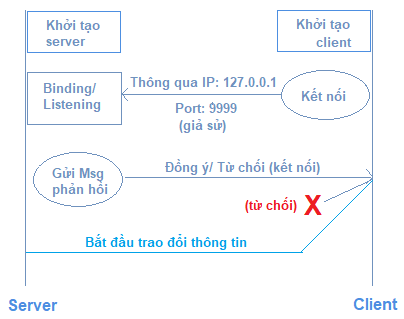 Khởi tạo
server
Khởi tạo
client
Binding/
Listening
Thông qua IP: 127.0.0.1
Port: 9999
(giả sử)
Kết nối
Gửi Msg
phản hồi
Đồng ý/ Từ chối (kết nối)
(từ chối)
X
Bắt đầu trao đổi thông tin
Server
Client